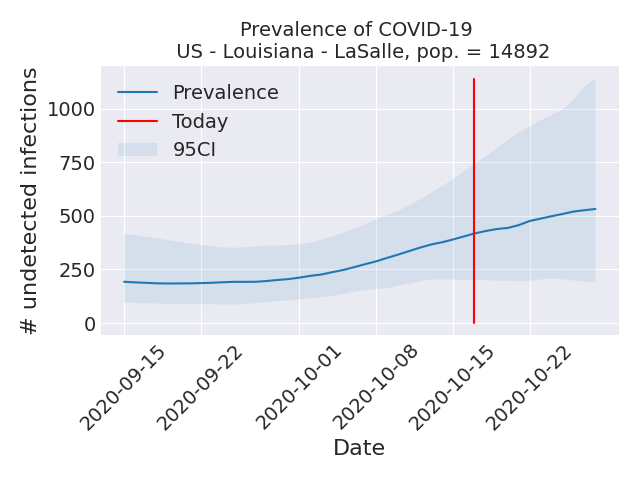 Prevalence of COVID-19
US - Louisiana - LaSalle, pop. = 14892
# undetected infections
1000
750
500
250
0
Prevalence
Today
95CI
2020-09-15
2020-09-22
2020-10-01
2020-10-08
2020-10-15
2020-10-22
Date